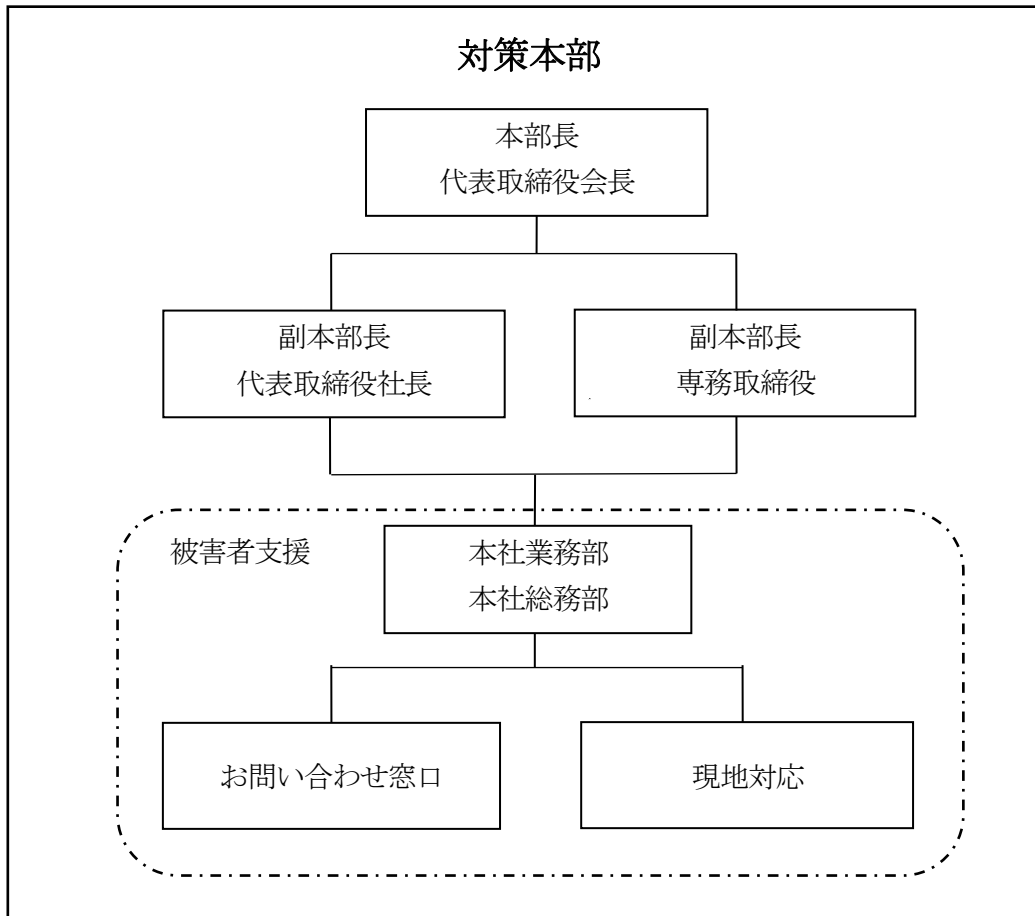 対策本部
本部長
代表取締役会長
副本部長
代表取締役社長
副本部長
専務取締役
被害者支援
本社業務部
本社総務部
お問い合わせ窓口
現地対応